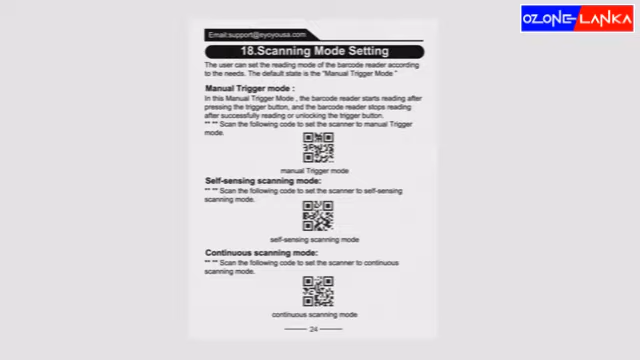 OZONE-LANKA
Email:support@eyoyousa.com
18.Scanning Mode Setting
The user can set the reading mode of the barcode reader according
to the needs. The default state is the "Manual Trigger Mode "
Manual Trigger mode :
In this Manual Trigger Mode , the barcode reader starts reading after
pressing the trigger button, and the barcode reader stops reading
after successfully reading or unlocking the trigger button.
** ** Scan the following code to set the scanner to manual Trigger
mode.
manual Trigger mode
Self-sensing scanning mode:
** ** Scan the following code to set the scanner to self-sensing
scanning mode.
self-sensing scanning mode
Continuous scanning mode:
** ** Scan the following code to set the scanner to continuous
scanning mode.
continuous scanning mode
24